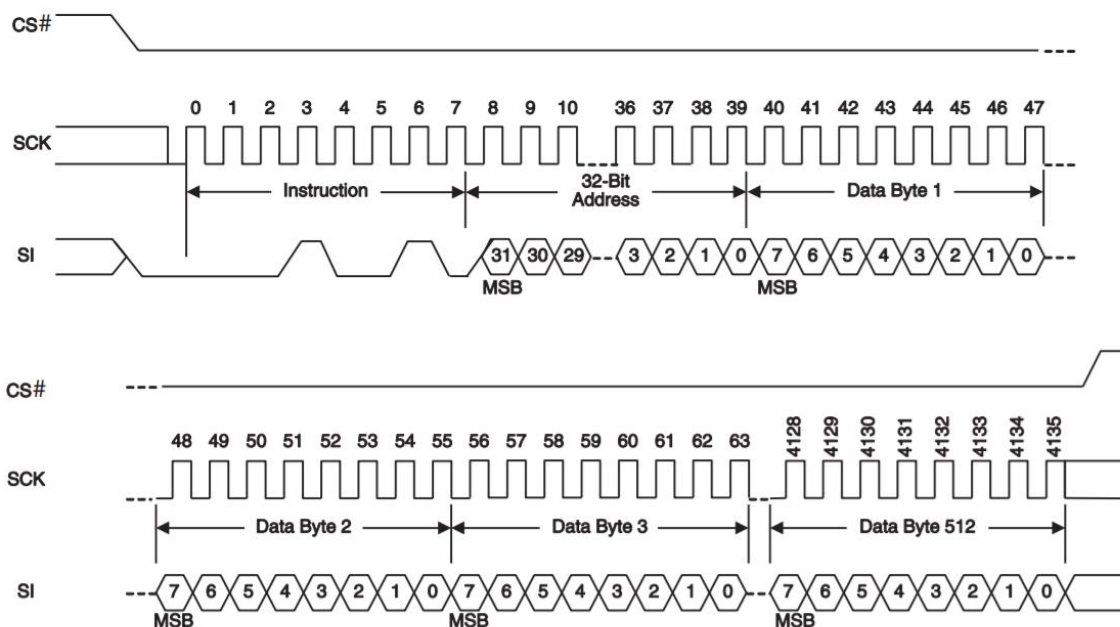 CS#
0 1 2 3 4 5 6 7 8 9 10 36 37 38 39 40 41 42 43 44 45 46 47
SCK
Instruction
32-Bit
Address
Data Byte 1
SI
31 30 29 3 2 1 0 7 6 5 4 3 2 1 0
MSB MSB
CS#
48 49 50 51 52 53 54 55 56 57 58 59 60 61 62 63 4128 4129 4130 4131 4132 4133 4134 4135
SCK
Data Byte 2 Data Byte 3 Data Byte 512
SI
7 6 5 4 3 2 1 0 7 6 5 4 3 2 1 0 7 6 5 4 3 2 1 0
MSB MSB MSB